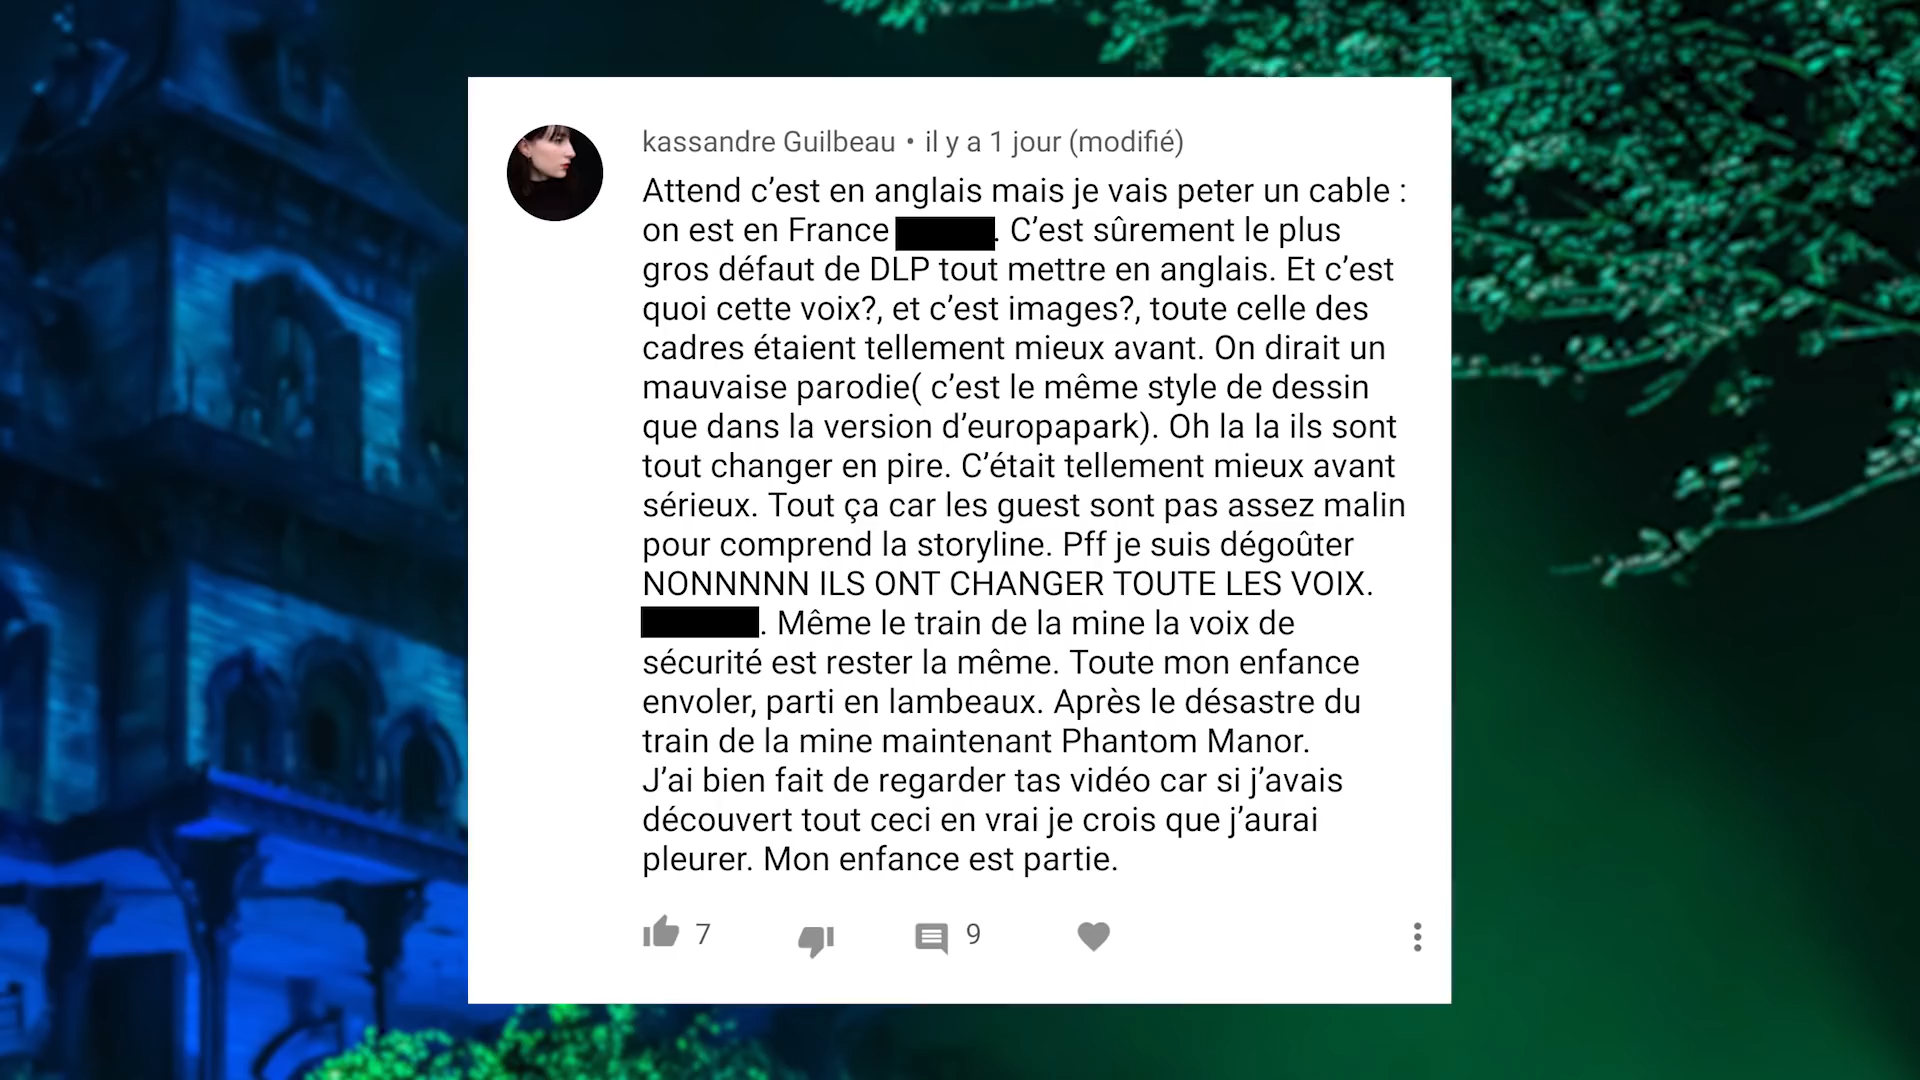 kassandre Guilbeau • il y a 1 jour (modifié)
Attend c’est en anglais mais je vais peter un cable :
on est en France . C’est sûrement le plus
gros défaut de DLP tout mettre en anglais. Et c’est
quoi cette voix?, et c’est images?, toute celle des
cadres étaient tellement mieux avant. On dirait un
mauvaise parodie( c’est le même style de dessin
que dans la version d’europapark). Oh la la ils sont
tout changer en pire. C’était tellement mieux avant
sérieux. Tout ça car les guest sont pas assez malin
pour comprend la storyline. Pff je suis dégoûter
NONNNNN ILS ONT CHANGER TOUTE LES VOIX.
. Même le train de la mine la voix de
sécurité est rester la même. Toute mon enfance
envoler, parti en lambeaux. Après le désastre du
train de la mine maintenant Phantom Manor.
J’ai bien fait de regarder tas vidéo car si j’avais
découvert tout ceci en vrai je crois que j’aurai
pleurer. Mon enfance est partie.
7 9